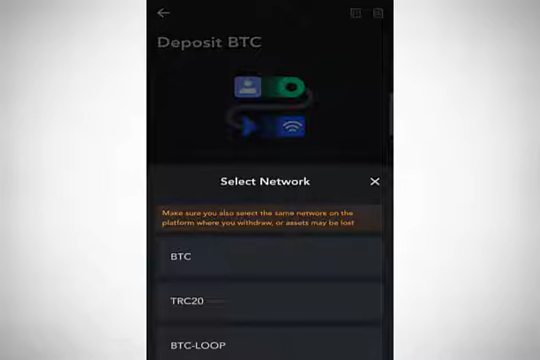 Deposit BTC
Select Network
Make sure you also select the same network on the
platform where you withdraw, or assets may be lost
BTC
TRC20
BTC-LOOP